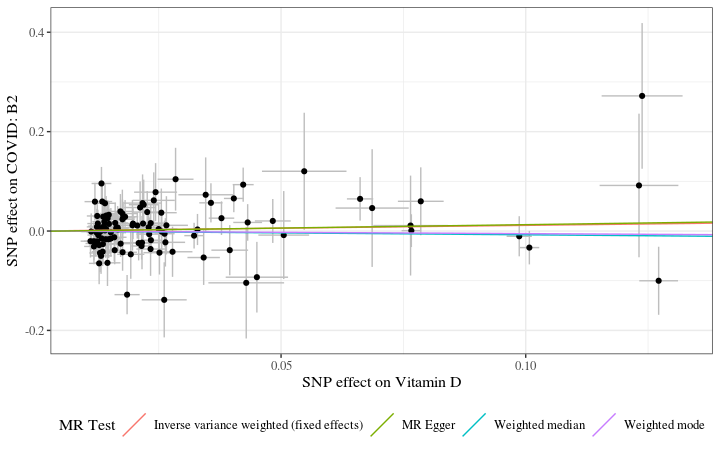 0.4
0.2
0.0
-0.2
SNP effect on COVID: B2
0.05
0.10
SNP effect on Vitamin D
MR Test
Inverse variance weighted (fixed effects)
MR Egger
Weighted median
Weighted mode